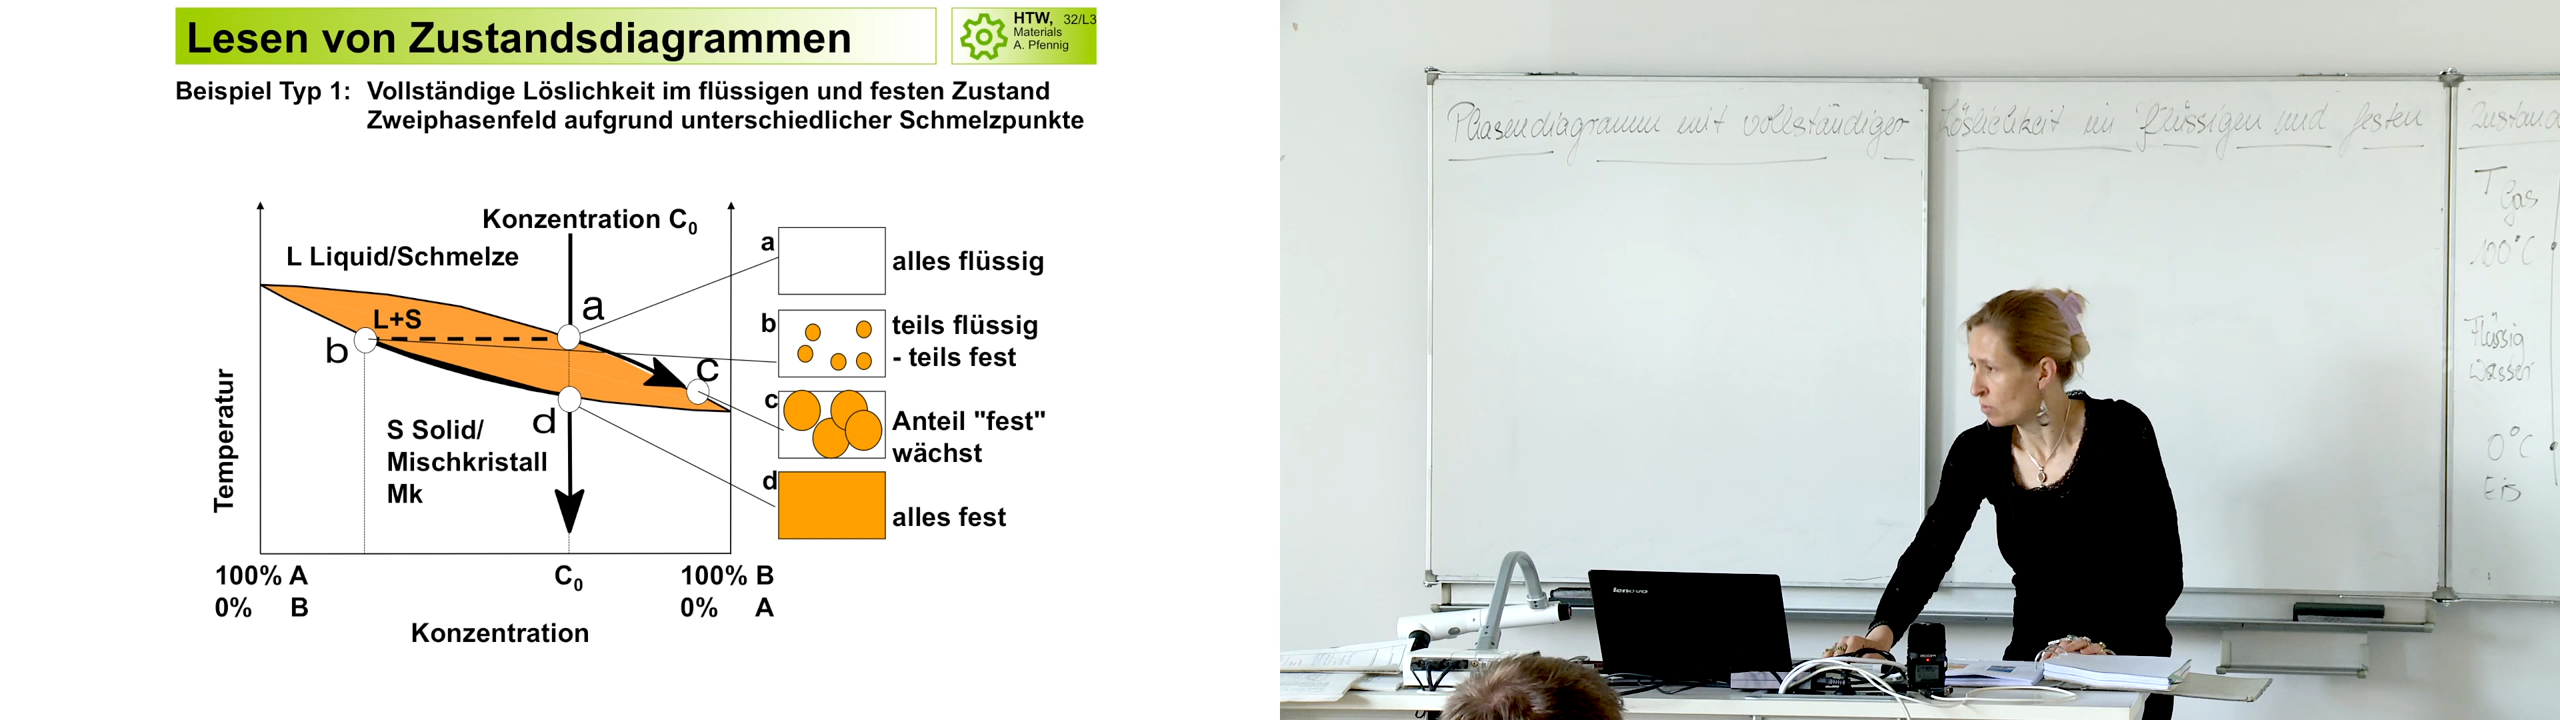 Lesen von Zustandsdiagrammen
HTW, 32/L3
Materials
A. Pfennig
Beispiel Typ 1: Vollständige Löslichkeit im flüssigen und festen Zustand
Zweiphasenfeld aufgrund unterschiedlicher Schmelzpunkte
Konzentration C0
L Liquid/Schmelze
a
L+S
b
c
d
S Solid/
Mischkristall
Mk
Temperatur
a
alles flüssig
b
teils flüssig
- teils fest
c
Anteil "fest"
wächst
d
alles fest
100% A
0% B
C0
100% B
0% A
Konzentration
Phasendiagramm mit vollständiger Löslichkeit im flüssigen und festen Zustand
T
Gas
100°C
Flüssig
Wasser
0°C
Eis
lenovo
zoom